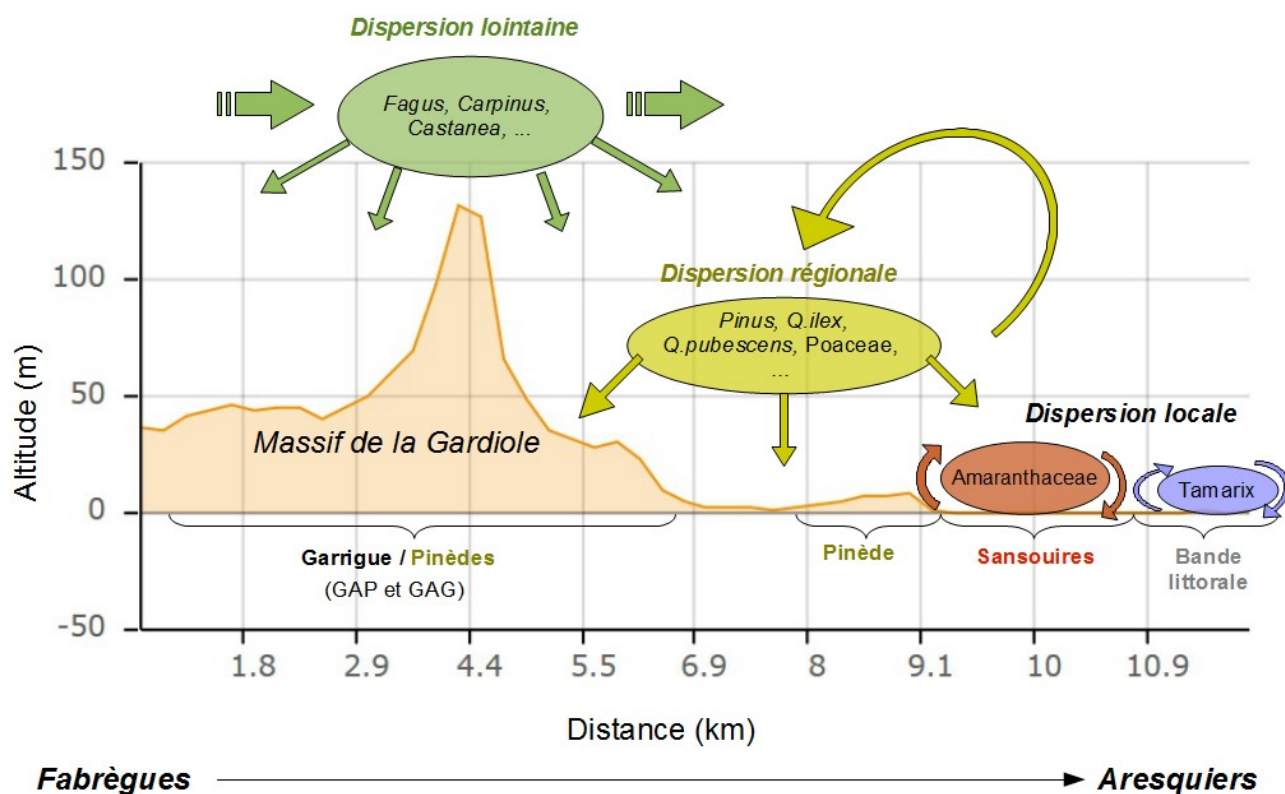 Dispersion lointaine
Fagus, Carpinus,
Castanea, ...
150
100
50
0
-50
Altitude (m)
Dispersion régionale
Pinus, Q.ilex,
Q.pubescens, Poaceae,
...
Dispersion locale
Massif de la Gardiole
Amaranthaceae
Tamarix
Garrigue / Pinèdes
(GAP et GAG)
Pinède
Sansouires
Bande
littorale
1.8 2.9 4.4 5.5 6.9 8 9.1 10 10.9
Distance (km)
Fabrègues Aresquiers